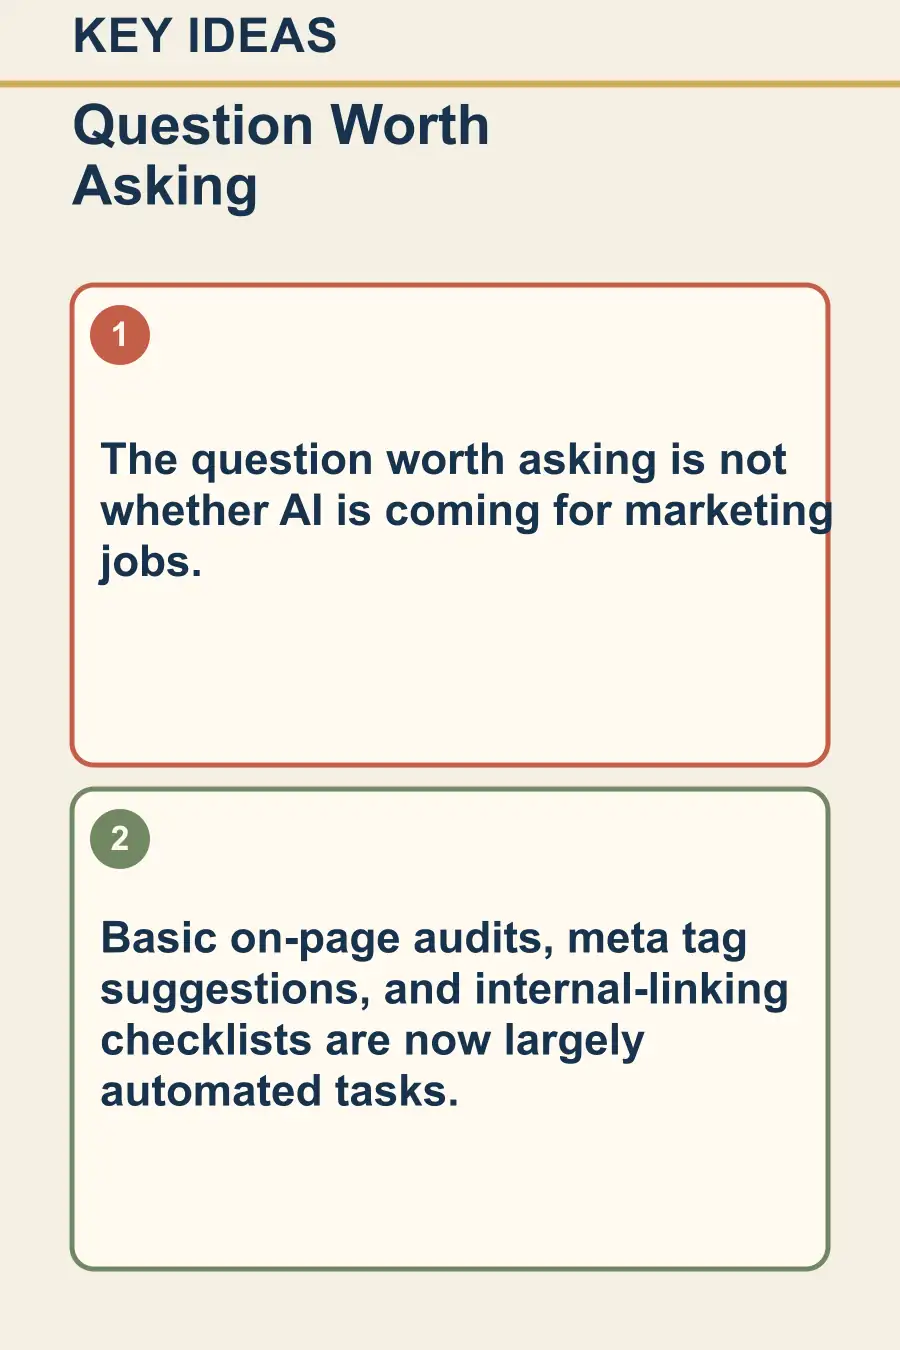 KEY IDEAS
Question Worth
Asking
1
The question worth asking is not
whether AI is coming for marketing
jobs.
2
Basic on-page audits, meta tag
suggestions, and internal-linking
checklists are now largely
automated tasks.